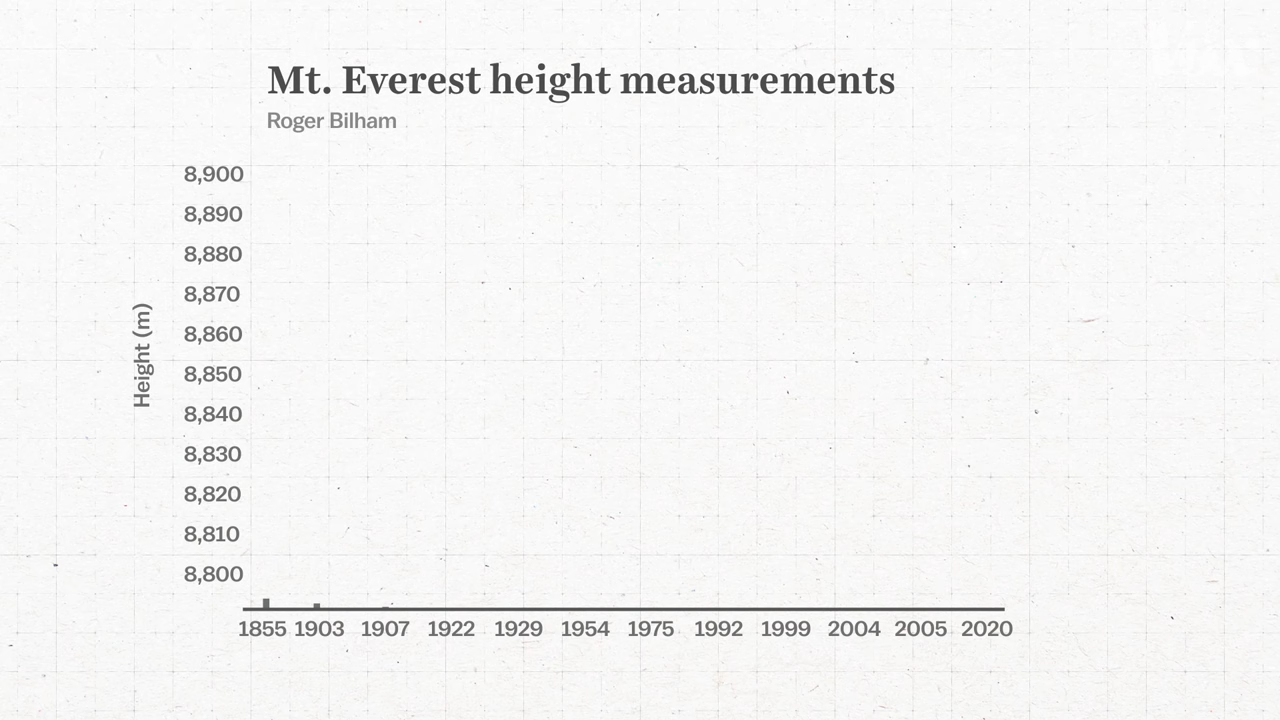 Mt. Everest height measurements
Roger Bilham
8,900
8,890
8,880
8,870
8,860
8,850
8,840
8,830
8,820
8,810
8,800
Height (m)
1855 1903 1907 1922 1929 1954 1975 1992 1999 2004 2005 2020